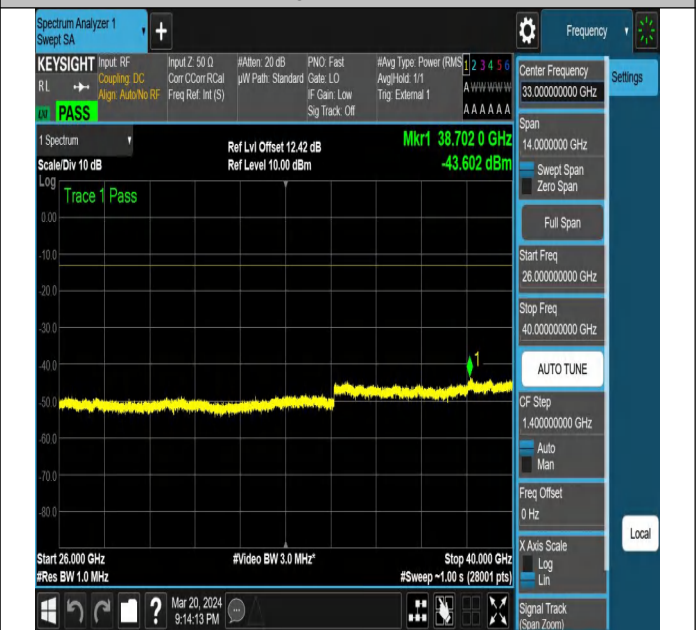 Spectrum Analyzer 1
Swept SA
+
Frequency
KEYSIGHT
RL
PASS
Input: RF
Coupling: DC
Align: Auto/No RF
Input Z: 50 Ω
Corr CCorr RCal
Freq Ref: Int (S)
#Atten: 20 dB
µW Path: Standard
PNO: Fast
Gate: LO
IF Gain: Low
Sig Track: Off
#Avg Type: Power (RMS
Avg|Hold: 1/1
Trig: External 1
1 2 3 4 5 6
A W W W W W
A A A A A A
Center Frequency
33.000000000 GHz
Settings
Span
14.0000000 GHz
Swept Span
Zero Span
Full Span
Start Freq
26.000000000 GHz
Stop Freq
40.000000000 GHz
AUTO TUNE
CF Step
1.400000000 GHz
Auto
Man
Freq Offset
0 Hz
X Axis Scale
Log
Lin
Local
Signal Track
(Span Zoom)
1 Spectrum
Scale/Div 10 dB
Log
Ref Lvl Offset 12.42 dB
Ref Level 10.00 dBm
Mkr1 38.702 0 GHz
-43.602 dBm
Trace 1 Pass
0.00
-10.0
-20.0
-30.0
-40.0
-50.0
-60.0
-70.0
-80.0
1
Start 26.000 GHz
#Res BW 1.0 MHz
#Video BW 3.0 MHz*
Stop 40.000 GHz
#Sweep ~1.00 s (28001 pts)
?
Mar 20, 2024
9:14:13 PM